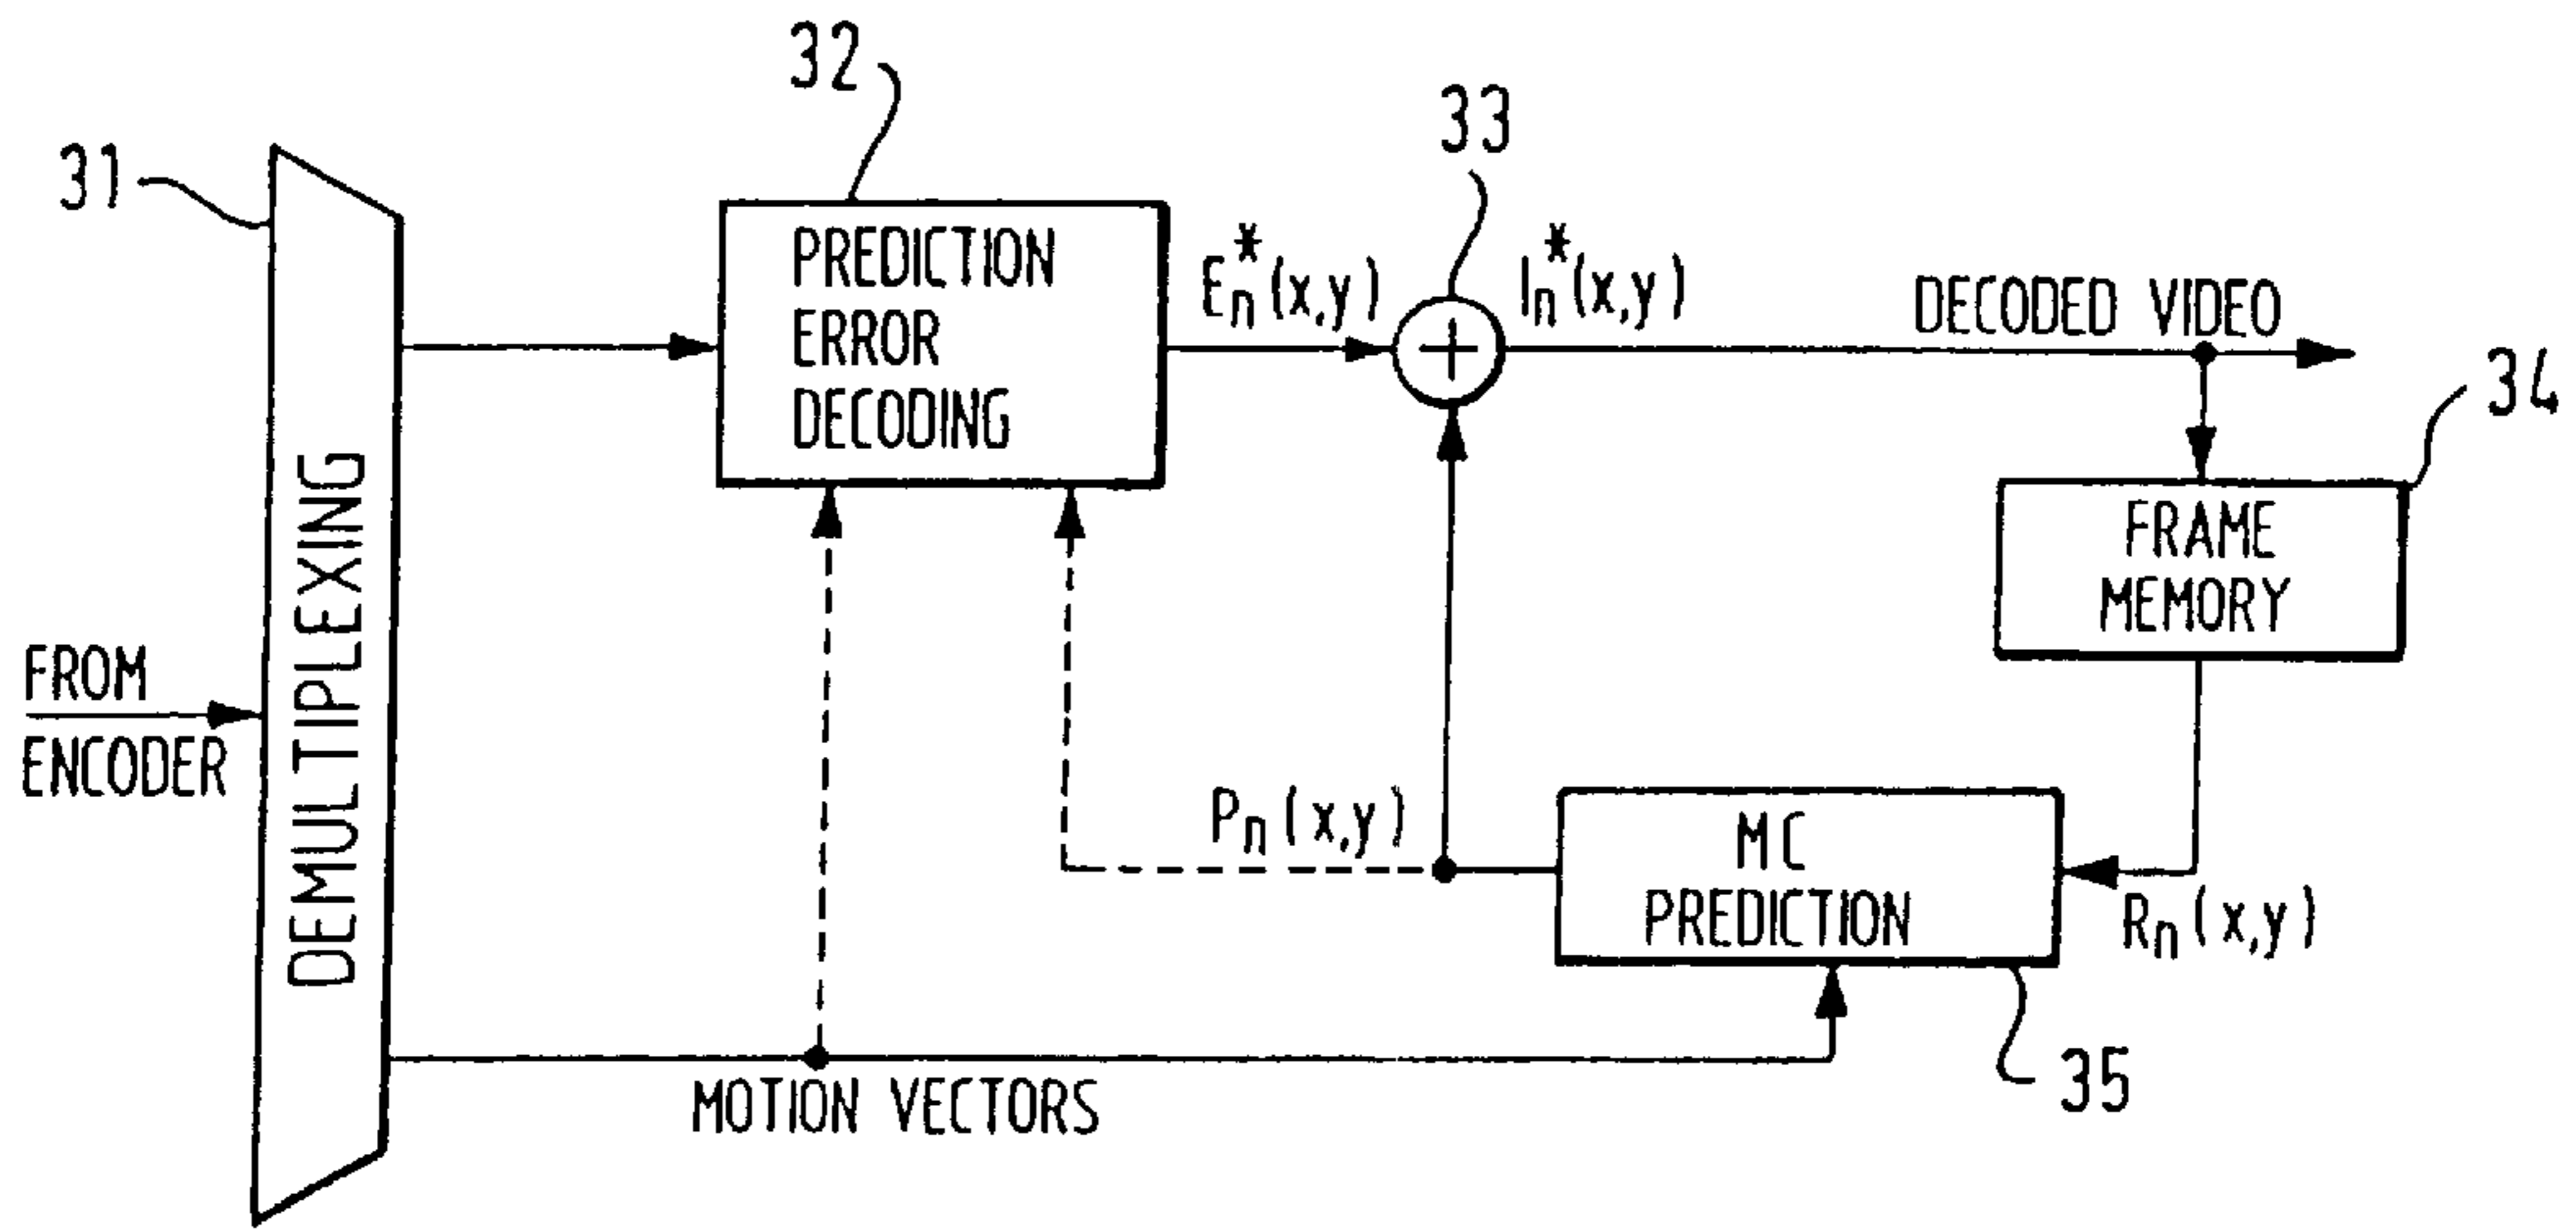 32
33
31
PREDICTION
ERROR
DECODING
E*n(x,y)
I*n(x,y)
DECODED VIDEO
34
DEMULTIPLEXING
FRAME
MEMORY
FROM
ENCODER
Pn(x,y)
MC
PREDICTION
Rn(x,y)
MOTION VECTORS
35